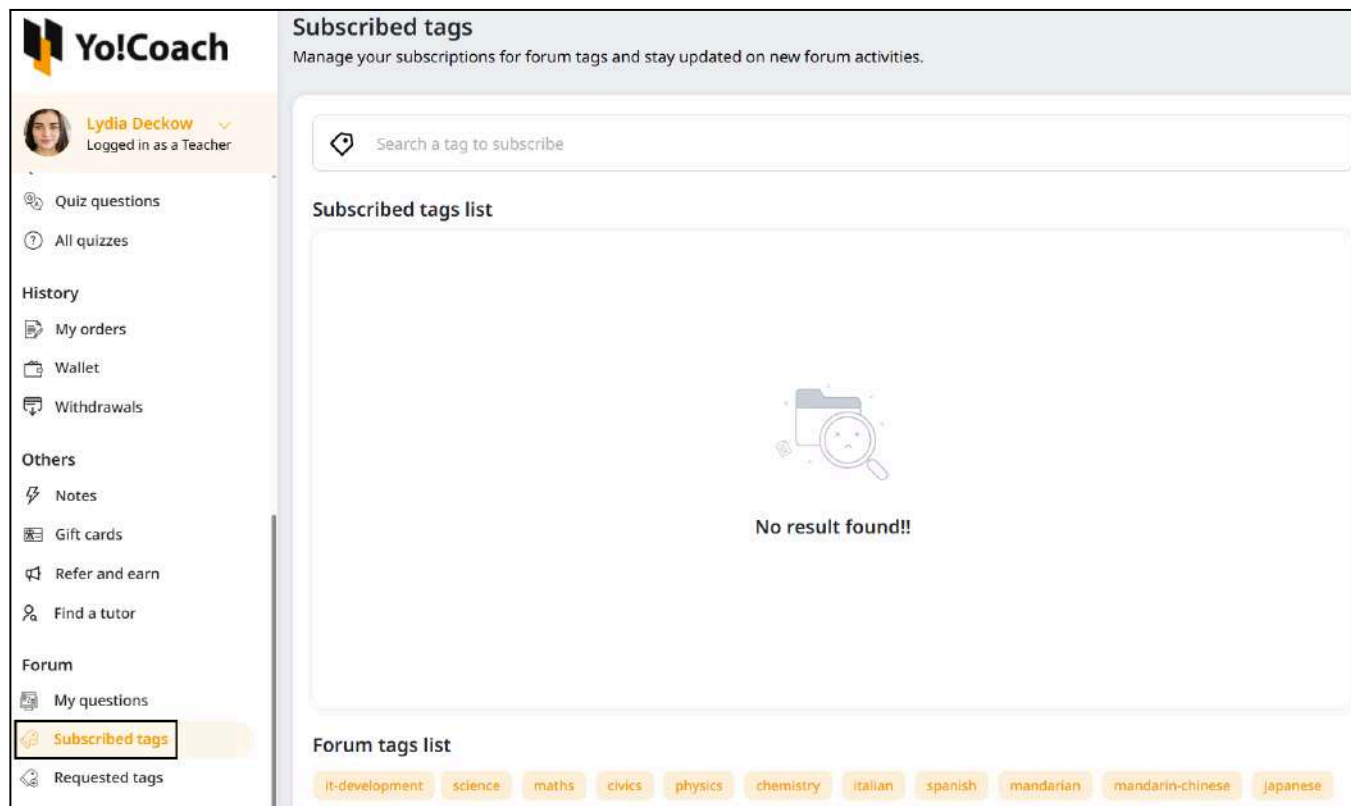 Yo!Coach
Lydia Deckow
Logged in as a Teacher
Quiz questions
All quizzes
History
My orders
Wallet
Withdrawals
Others
Notes
Gift cards
Refer and earn
Find a tutor
Forum
My questions
Subscribed tags
Requested tags
Subscribed tags
Manage your subscriptions for forum tags and stay updated on new forum activities.
Search a tag to subscribe
Subscribed tags list
No result found!!
Forum tags list
it-development science maths civics physics chemistry italian spanish mandarian mandarin-chinese japanese